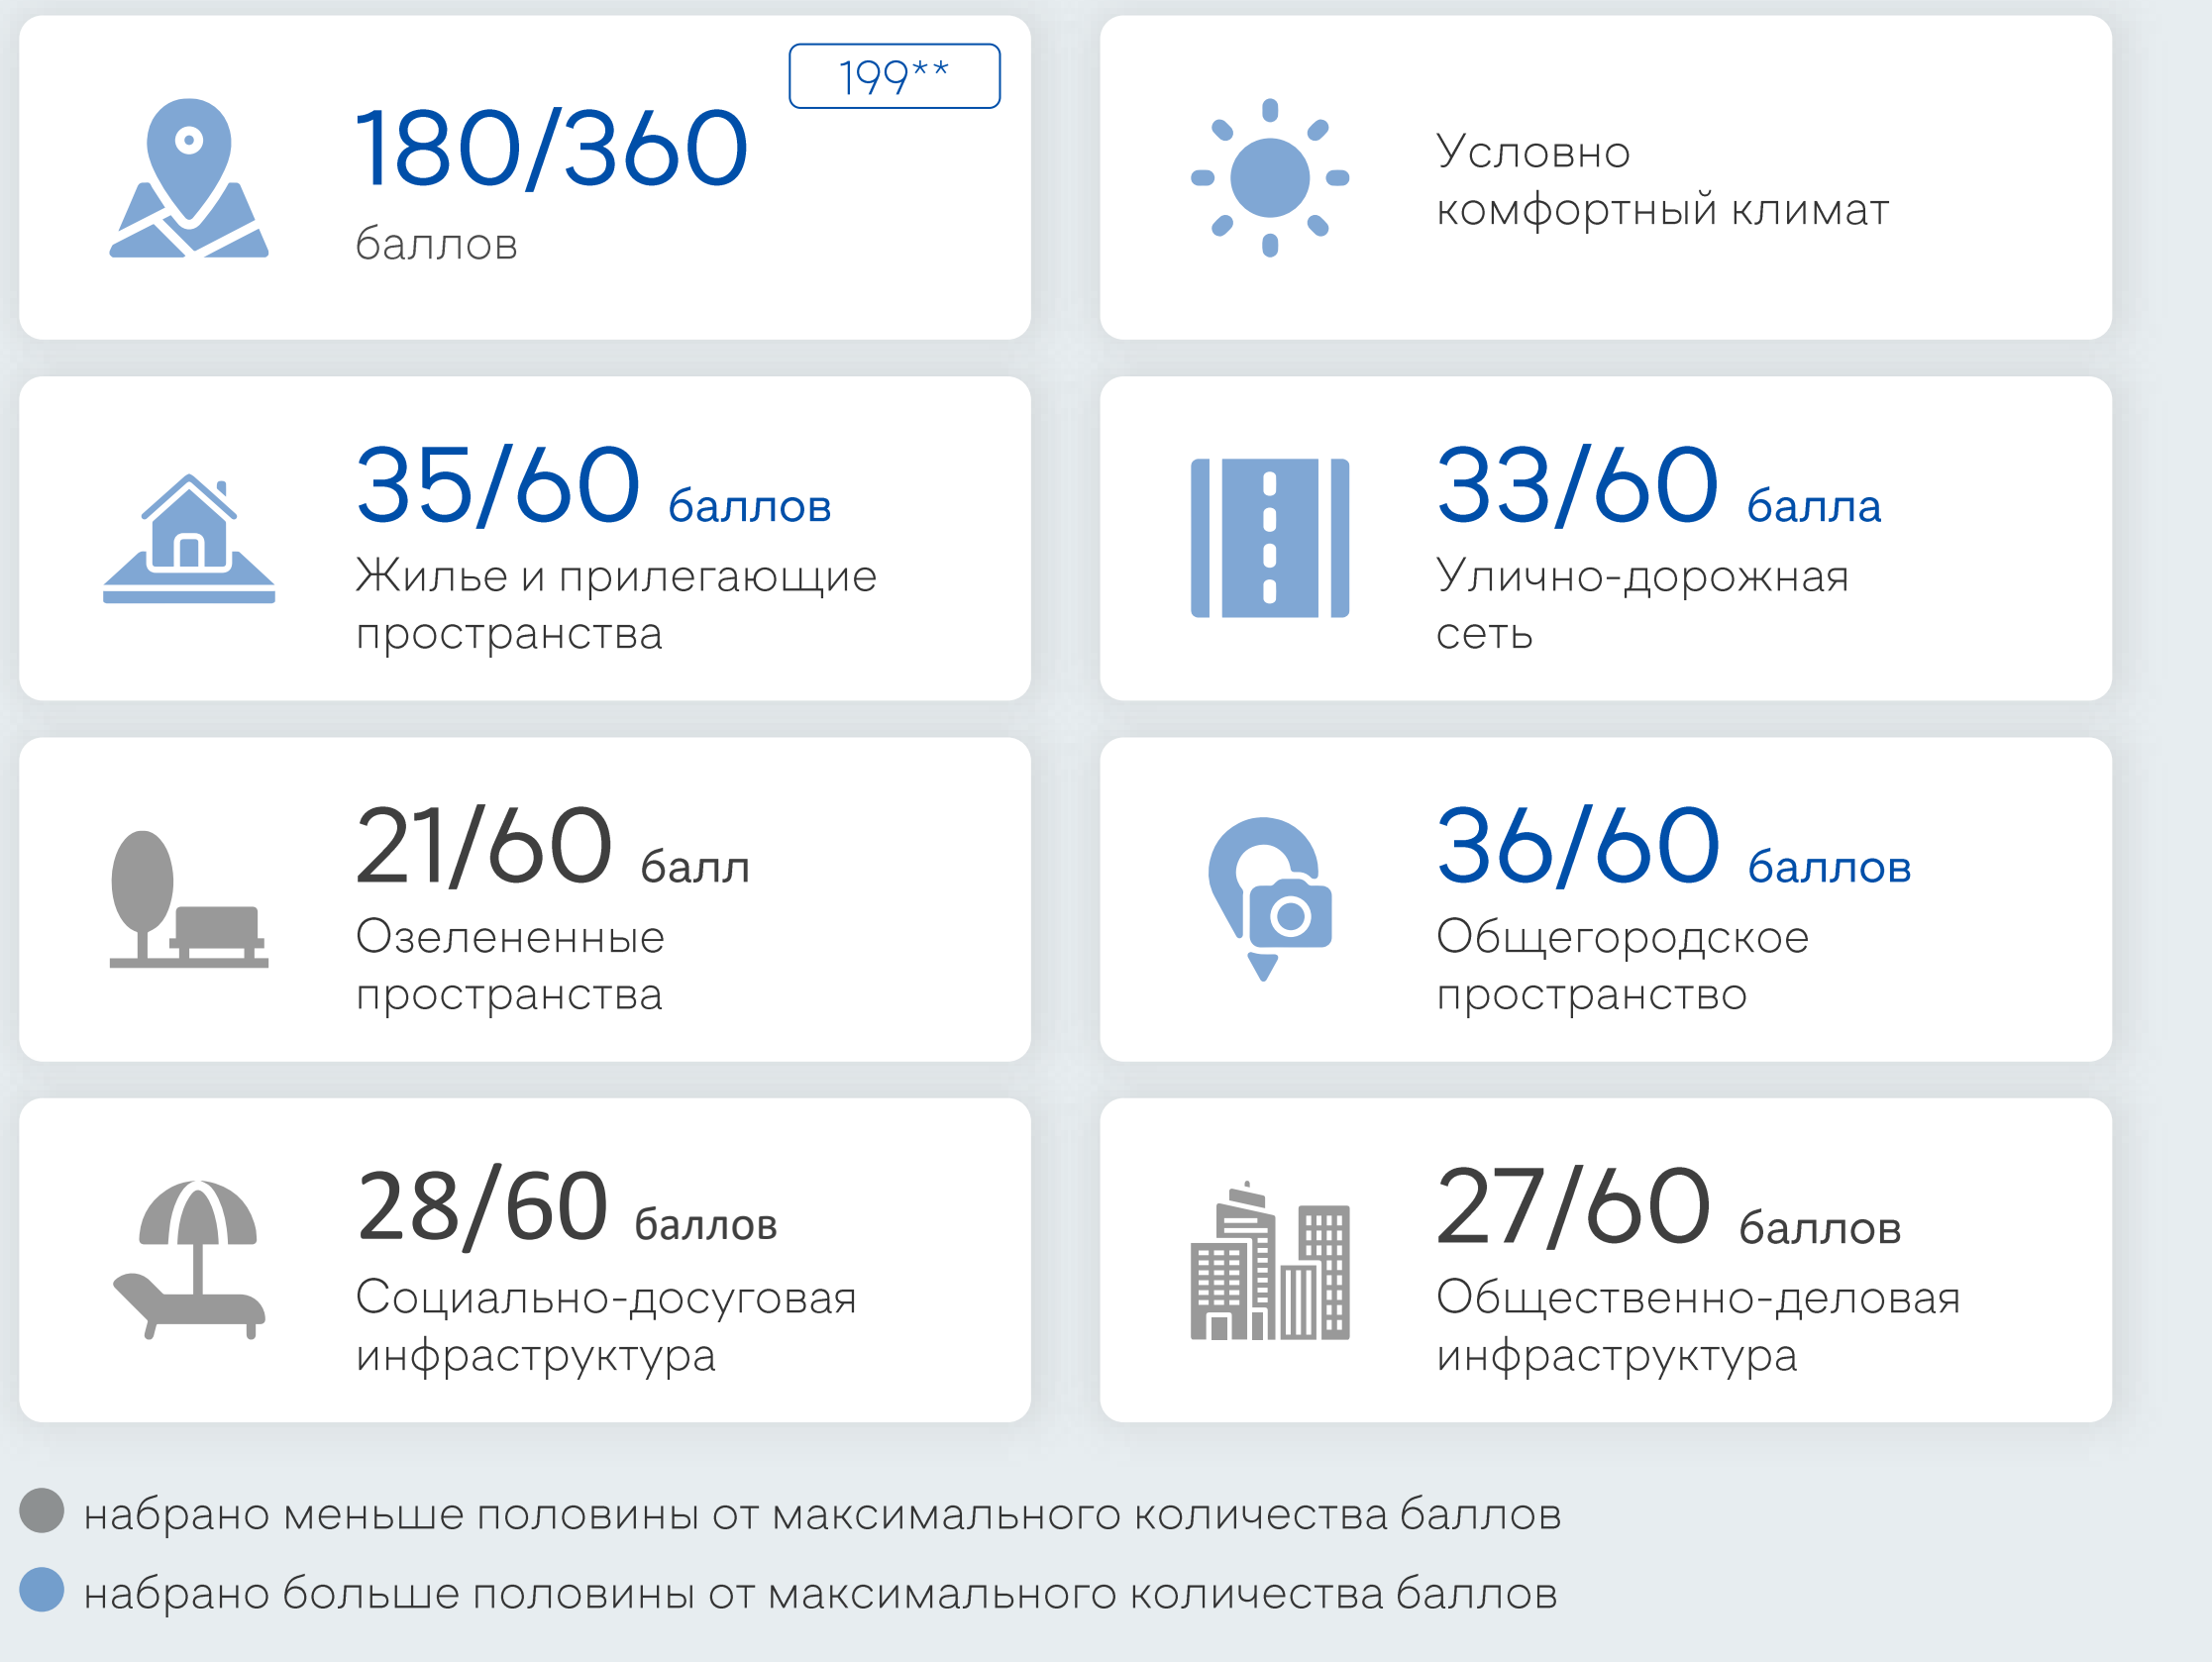 199**
180/360
баллов
Условно
комфортный климат
35/60 баллов
Жилье и прилегающие
пространства
33/60 балла
Улично-дорожная
сеть
21/60 балл
Озелененные
пространства
36/60 баллов
Общегородское
пространство
28/60 баллов
Социально-досуговая
инфраструктура
27/60 баллов
Общественно-деловая
инфраструктура
набрано меньше половины от максимального количества баллов
набрано больше половины от максимального количества баллов